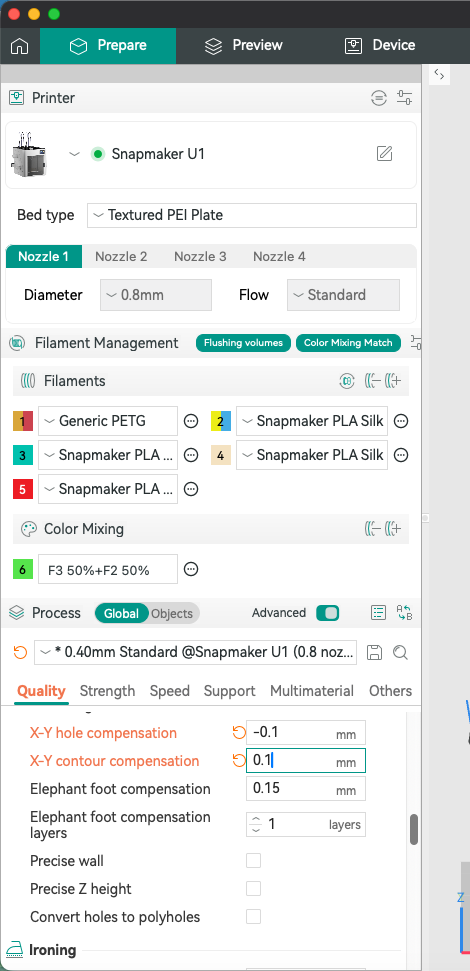 Prepare
Preview
Device
Printer
Snapmaker U1
Bed type
Textured PEI Plate
Nozzle 1
Nozzle 2
Nozzle 3
Nozzle 4
Diameter
0.8mm
Flow
Standard
Filament Management
Flushing volumes
Color Mixing Match
Filaments
1
Generic PETG
2
Snapmaker PLA Silk
3
Snapmaker PLA ...
4
Snapmaker PLA Silk
5
Snapmaker PLA ...
Color Mixing
6
F3 50%+F2 50%
Process
Global
Objects
Advanced
* 0.40mm Standard @Snapmaker U1 (0.8 noz...
Quality
Strength
Speed
Support
Multimaterial
Others
X-Y hole compensation
-0.1
mm
X-Y contour compensation
0.1
mm
Elephant foot compensation
0.15
mm
Elephant foot compensation
layers
1
layers
Precise wall
Precise Z height
Convert holes to polyholes
Ironing
Z